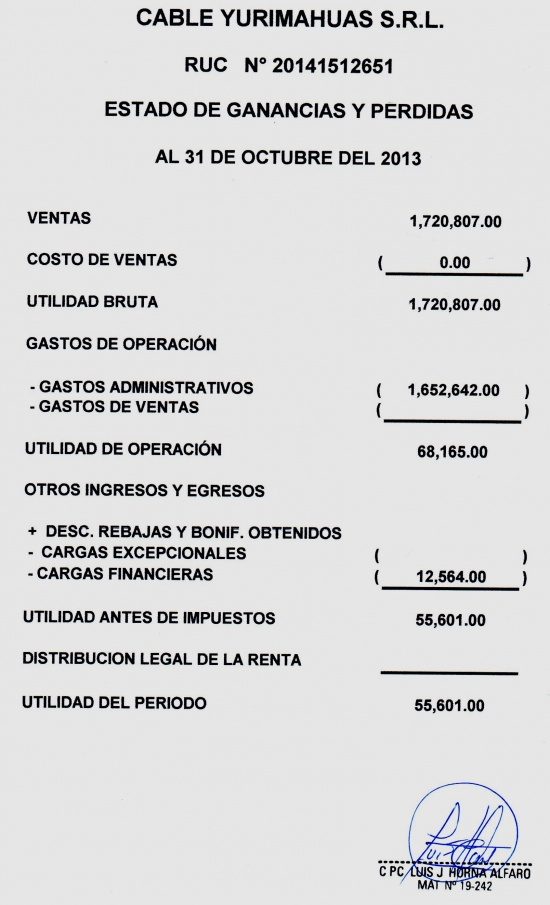 CABLE YURIMAHUAS S.R.L.
RUC N° 20141512651
ESTADO DE GANANCIAS Y PERDIDAS
AL 31 DE OCTUBRE DEL 2013
VENTAS 1,720,807.00
COSTO DE VENTAS ( 0.00 )
UTILIDAD BRUTA 1,720,807.00
GASTOS DE OPERACIÓN
- GASTOS ADMINISTRATIVOS ( 1,652,642.00 )
- GASTOS DE VENTAS ( )
UTILIDAD DE OPERACIÓN 68,165.00
OTROS INGRESOS Y EGRESOS
+ DESC. REBAJAS Y BONIF. OBTENIDOS
- CARGAS EXCEPCIONALES ( )
- CARGAS FINANCIERAS ( 12,564.00 )
UTILIDAD ANTES DE IMPUESTOS 55,601.00
DISTRIBUCION LEGAL DE LA RENTA
UTILIDAD DEL PERIODO 55,601.00
C PC. LUIS J HORNA ALFARO
MAT N° 19-242